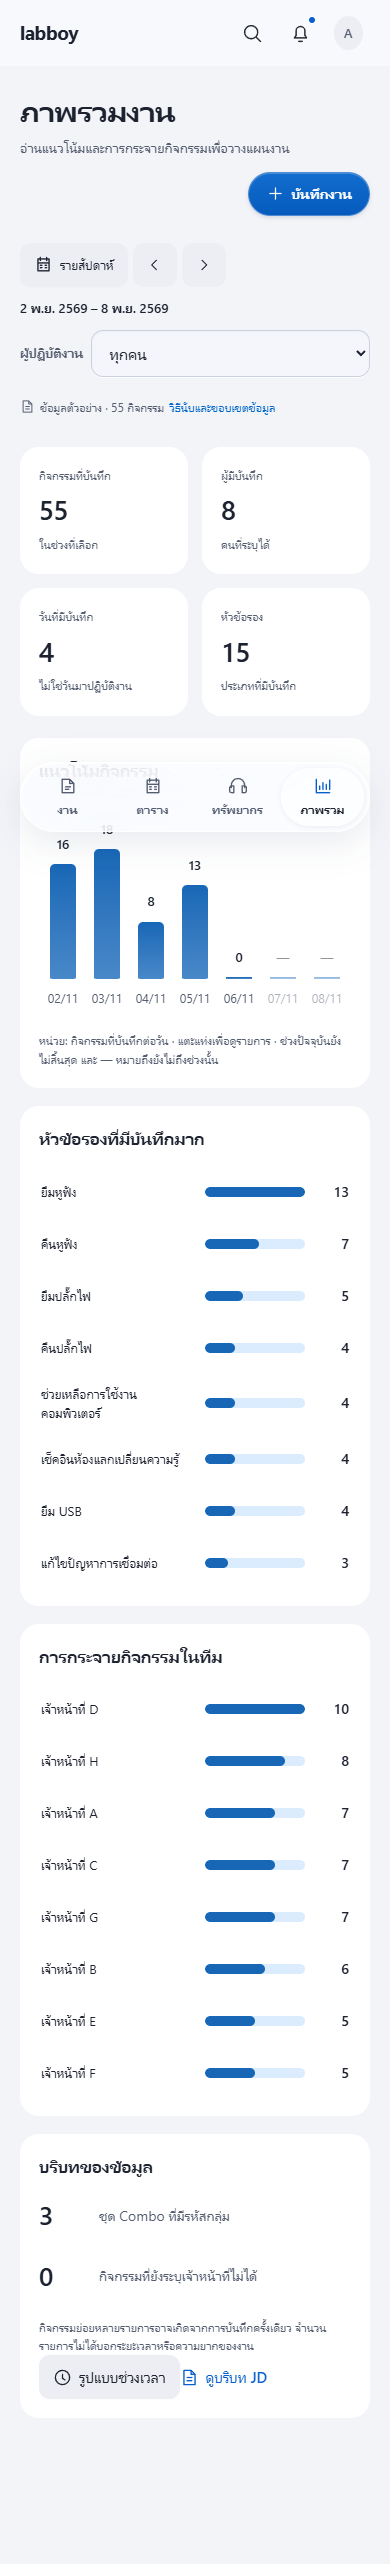 labboy
A
ภาพรวมงาน
อ่านแนวโน้มและการกระจายกิจกรรมเพื่อวางแผนงาน
บันทึกงาน
รายสัปดาห์
2 พ.ย. 2569 – 8 พ.ย. 2569
ผู้ปฏิบัติงาน
ทุกคน
ข้อมูลตัวอย่าง · 55 กิจกรรม วิธีนับและขอบเขตข้อมูล
กิจกรรมที่บันทึก
55
ในช่วงที่เลือก
ผู้มีบันทึก
8
คนที่ระบุได้
วันที่มีบันทึก
4
ไม่ใช่วันมาปฏิบัติงาน
หัวข้อรอง
15
ประเภทที่มีบันทึก
แนวโน้มกิจกรรม
งาน
ตาราง
ทรัพยากร
ภาพรวม
16
18
8
13
0
—
—
02/11
03/11
04/11
05/11
06/11
07/11
08/11
หน่วย: กิจกรรมที่บันทึกต่อวัน · แตะแท่งเพื่อดูรายการ · ช่วงปัจจุบันยัง
ไม่สิ้นสุด และ — หมายถึงยังไม่ถึงช่วงนั้น
หัวข้อรองที่มีบันทึกมาก
ยืมหูฟัง 13
คืนหูฟัง 7
ยืมปลั๊กไฟ 5
คืนปลั๊กไฟ 4
ช่วยเหลือการใช้งาน
คอมพิวเตอร์ 4
เช็คอินห้องแลกเปลี่ยนความรู้ 4
ยืม USB 4
แก้ไขปัญหาการเชื่อมต่อ 3
การกระจายกิจกรรมในทีม
เจ้าหน้าที่ D 10
เจ้าหน้าที่ H 8
เจ้าหน้าที่ A 7
เจ้าหน้าที่ C 7
เจ้าหน้าที่ G 7
เจ้าหน้าที่ B 6
เจ้าหน้าที่ E 5
เจ้าหน้าที่ F 5
บริบทของข้อมูล
3 ชุด Combo ที่มีรหัสกลุ่ม
0 กิจกรรมที่ยังระบุเจ้าหน้าที่ไม่ได้
กิจกรรมย่อยหลายรายการอาจเกิดจากการบันทึกครั้งเดียว จำนวน
รายการไม่ได้บอกระยะเวลาหรือความยากของงาน
รูปแบบช่วงเวลา
ดูบริบท JD